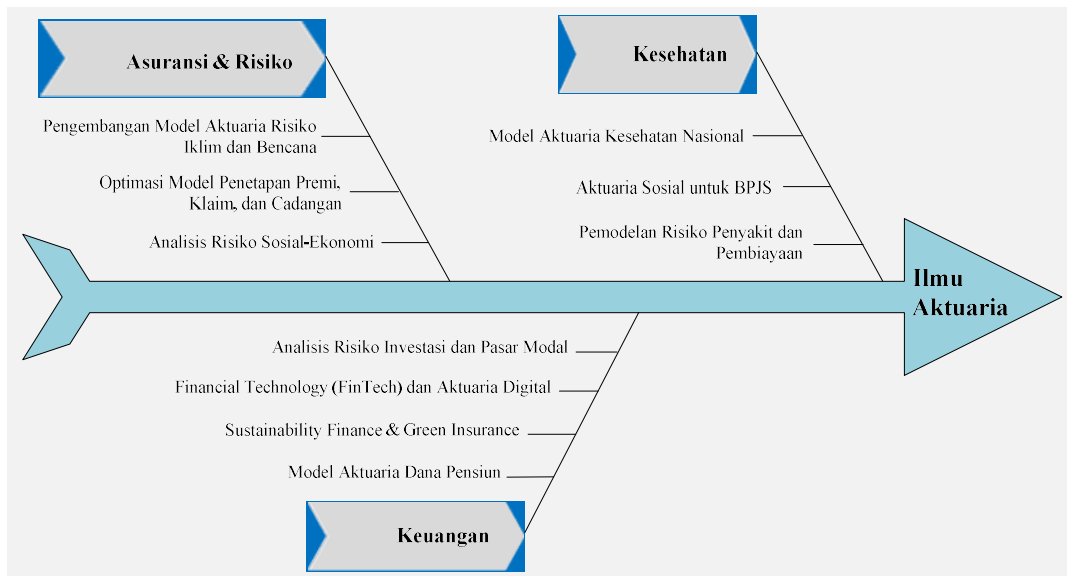 Asuransi & Risiko
Pengembangan Model Aktuaria Risiko
Iklim dan Bencana
Optimasi Model Penetapan Premi,
Klaim, dan Cadangan
Analisis Risiko Sosial-Ekonomi
Kesehatan
Model Aktuaria Kesehatan Nasional
Aktuaria Sosial untuk BPJS
Pemodelan Risiko Penyakit dan
Pembiayaan
Ilmu
Aktuaria
Analisis Risiko Investasi dan Pasar Modal
Financial Technology (FinTech) dan Aktuaria Digital
Sustainability Finance & Green Insurance
Model Aktuaria Dana Pensiun
Keuangan